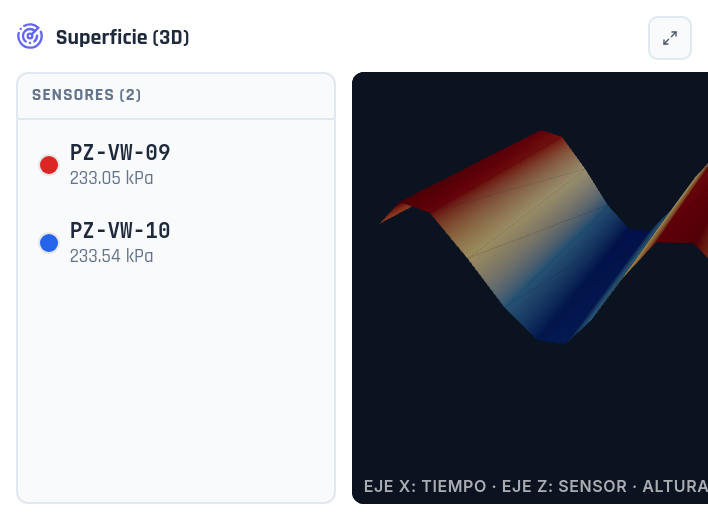 Superficie (3D)
SENSORES (2)
PZ-VW-09
233.05 kPa
PZ-VW-10
233.54 kPa
EJE X: TIEMPO · EJE Z: SENSOR · ALTURA